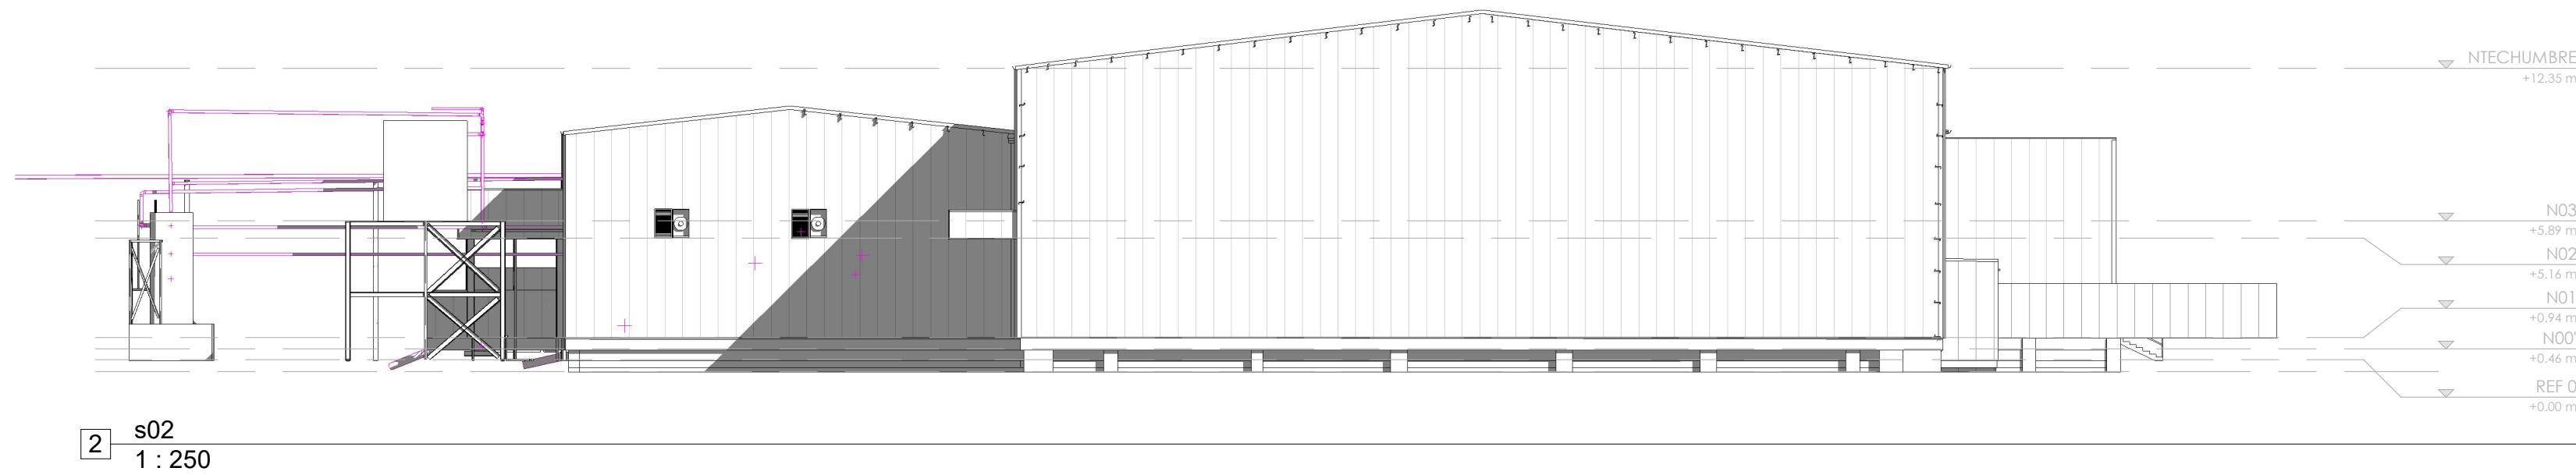 NTECHUMBRE
+12.35 m
N03
+5.89 m
N02
+5.16 m
N01
+0.94 m
N00'
+0.46 m
REF 0
+0.00 m
2
s02
1 : 250